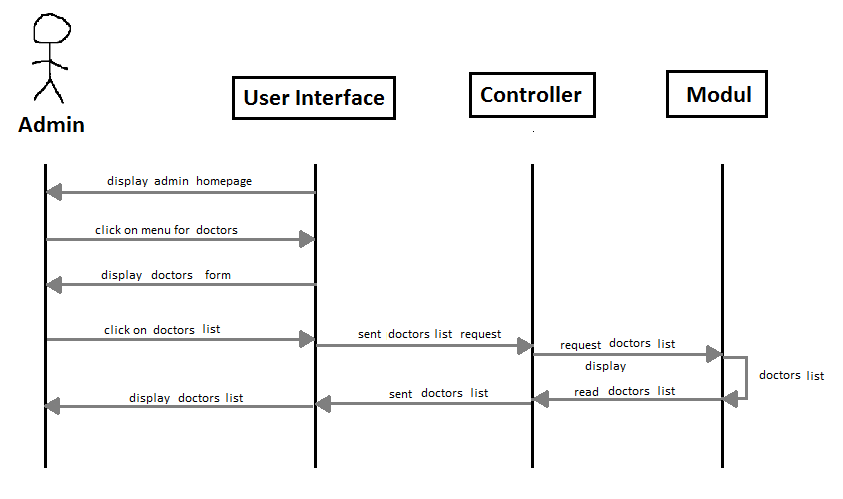 Admin
User Interface
Controller
Modul
display admin homepage
click on menu for doctors
display doctors form
click on doctors list
sent doctors list request
request doctors list
display
doctors list
read doctors list
sent doctors list
display doctors list